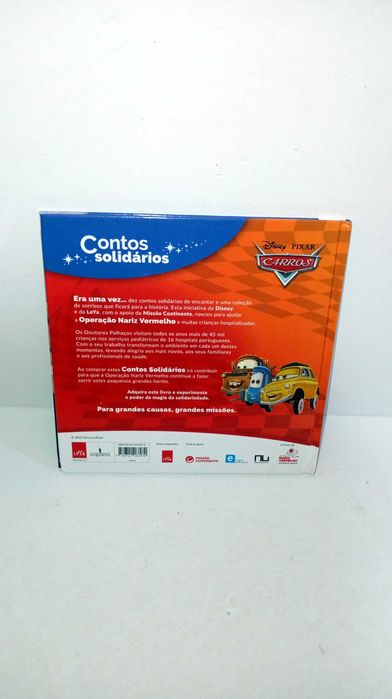 Contos
solidários
Disney · PIXAR
CARROS
Era uma vez... dez contos solidários de encantar e uma coleção
de sorrisos que ficará para a história. Esta iniciativa da Disney
e da LeYa, com o apoio da Missão Continente, nasceu para ajudar
a Operação Nariz Vermelho e muitas crianças hospitalizadas.
Os Doutores Palhaços visitam todos os anos mais de 45 mil
crianças nos serviços pediátricos de 16 hospitais portugueses.
Com o seu trabalho transformam o ambiente em cada um destes
momentos, levando alegria aos mais novos, aos seus familiares
e aos profissionais de saúde.
Ao comprar estes Contos Solidários irá contribuir
para que a Operação Nariz Vermelho continue a fazer
sorrir estes pequenos grandes heróis.
Adquira este livro e experimente
o poder da magia da solidariedade.
Para grandes causas, grandes missões.
LeYa
missão
continente
NARIZ
VERMELHO